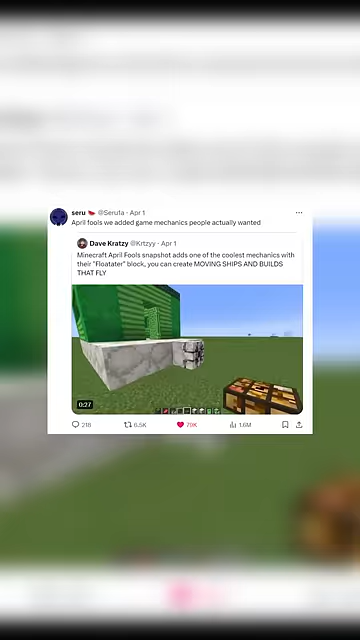 seru 🍉 @Serufa · Apr 1
April fools we added game mechanics people actually wanted
Dave Kratzy @Krtzyy · Apr 1
Minecraft April Fools snapshot adds one of the coolest mechanics with
their "Floatater" block, you can create MOVING SHIPS AND BUILDS
THAT FLY
0:27
218 6.5K 79K 1.6M